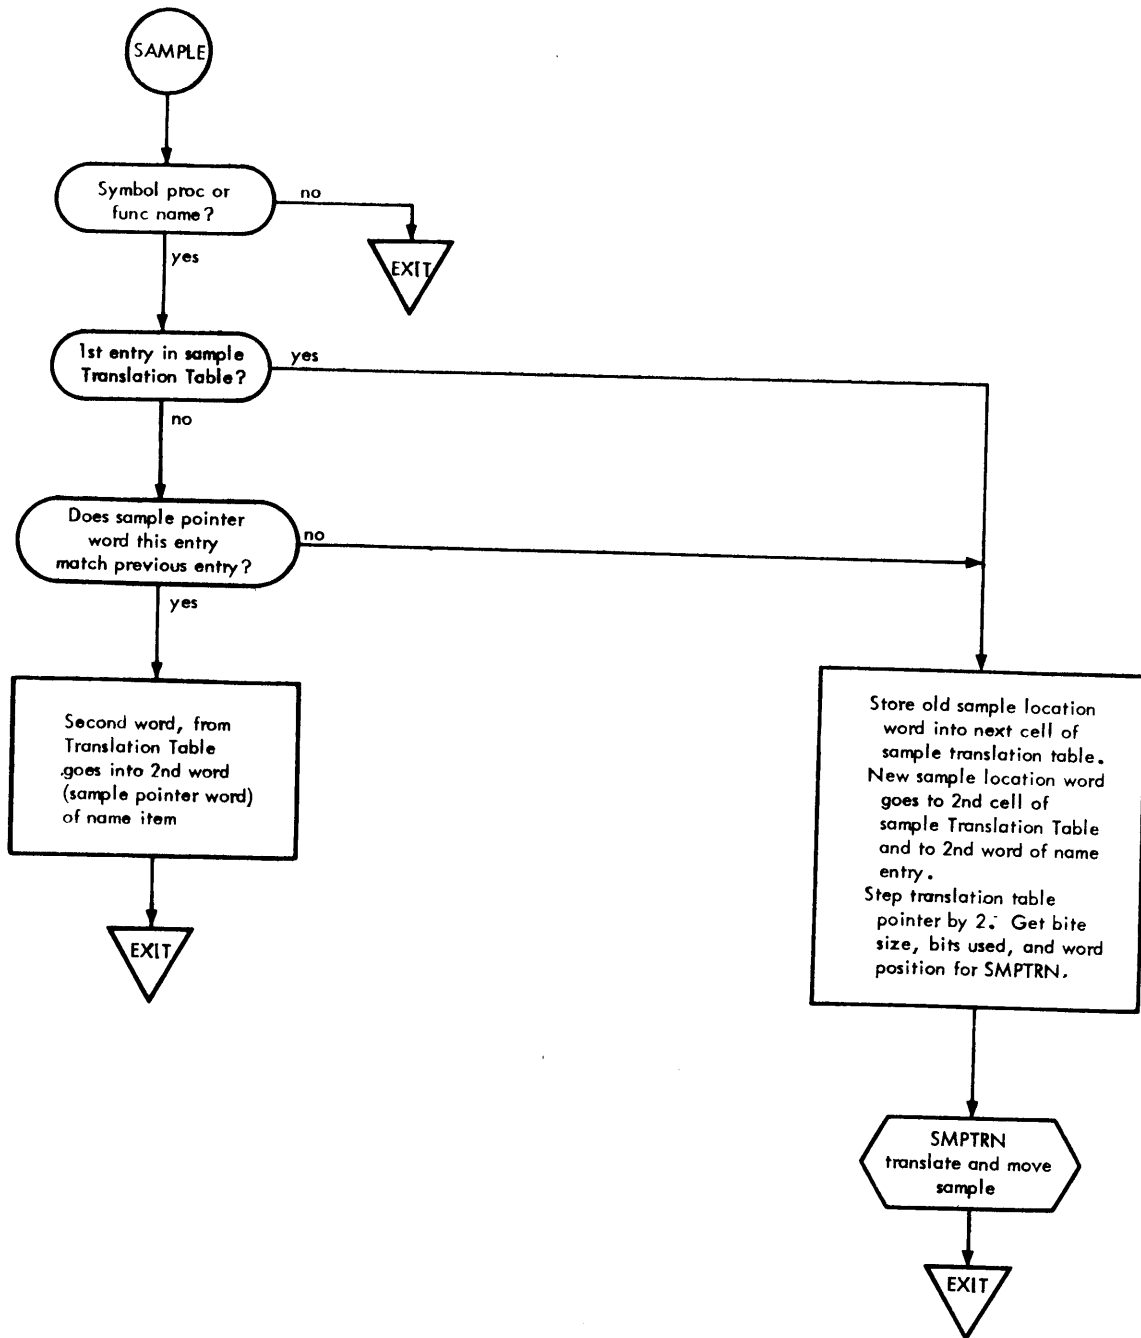 SAMPLE
Symbol proc or
func name?
no
EXIT
yes
1st entry in sample
Translation Table?
yes
no
Does sample pointer
word this entry
match previous entry?
no
yes
Second word, from
Translation Table
.goes into 2nd word
(sample pointer word)
of name item
EXIT
Store old sample location
word into next cell of
sample translation table.
New sample location word
goes to 2nd cell of
sample Translation Table
and to 2nd word of name
entry.
Step translation table
pointer by 2. Get bite
size, bits used, and word
position for SMPTRN.
SMPTRN
translate and move
sample
EXIT